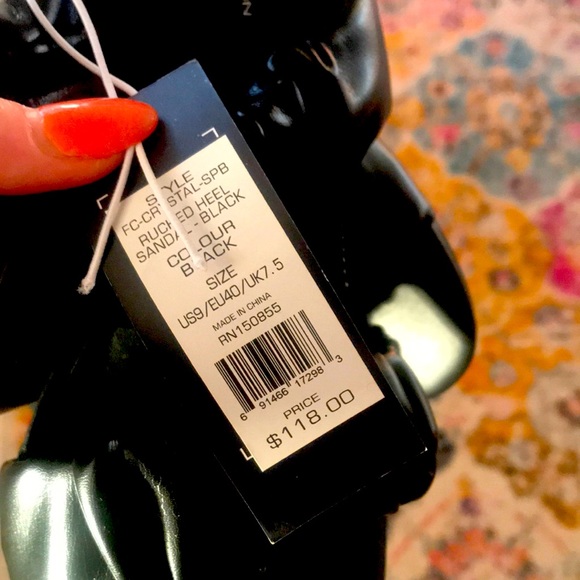 STYLE
FC-CRYSTAL-SPB
RUCHED HEEL
SANDAL - BLACK
COLOUR
BLACK
SIZE
US9/EU40/UK7.5
MADE IN CHINA
RN150855
6 91466 17298 3
PRICE
$118.00